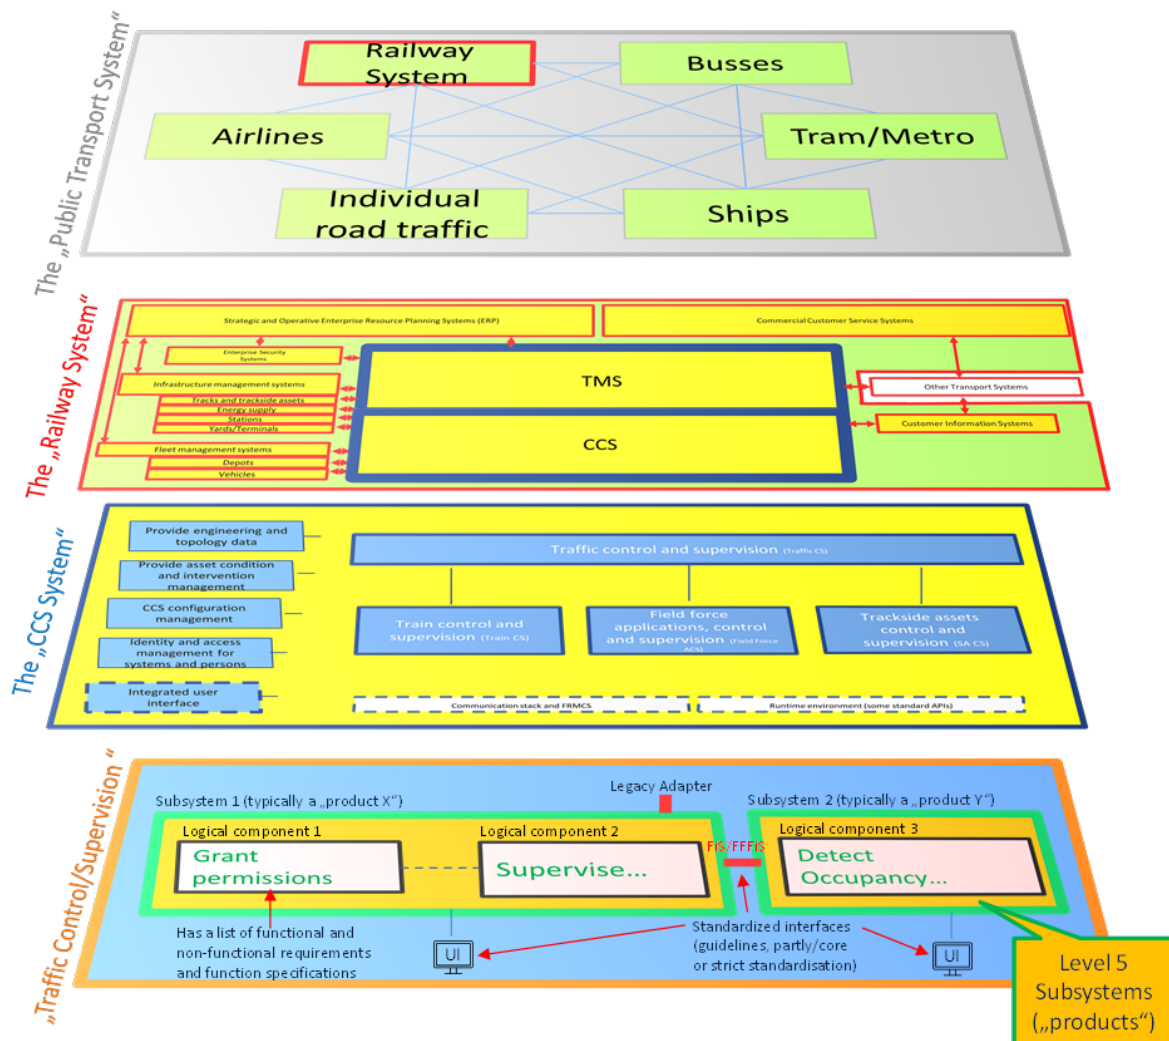 The „Public Transport System“
Railway
System
Busses
Airlines
Tram/Metro
Individual
road traffic
Ships
The „Railway System“
Strategic and Operative Enterprise Resource Planning Systems (ERP)
Commercial Customer Service Systems
Enterprise Security
Systems
TMS
Infrastructure management systems
Other Transport Systems
Tracks and trackside assets
Energy supply
Stations
Customer Information Systems
Yards/Terminals
CCS
Fleet management systems
Depots
Vehicles
The „CCS System“
Provide engineering and
topology data
Traffic control and supervision (Traffic CS)
Provide asset condition
and intervention
management
CCS configuration
management
Train control and
supervision (Train CS)
Field force
applications, control
and supervision (Field Force
ACS)
Trackside assets
control and
supervision (SA CS)
Identity and access
management for
systems and persons
Integrated user
interface
Communication stack and FRMCS
Runtime environment (some standard APIs)
„Traffic Control/Supervision “
Legacy Adapter
Subsystem 1 (typically a „product X“)
Subsystem 2 (typically a „product Y“)
Logical component 1
Logical component 2
Logical component 3
FiS/FFFiS
Grant
permissions
Supervise...
Detect
Occupancy...
Has a list of functional and
non-functional requirements
and function specifications
UI
Standardized interfaces
(guidelines, partly/core
or strict standardisation)
UI
Level 5
Subsystems
(„products“)